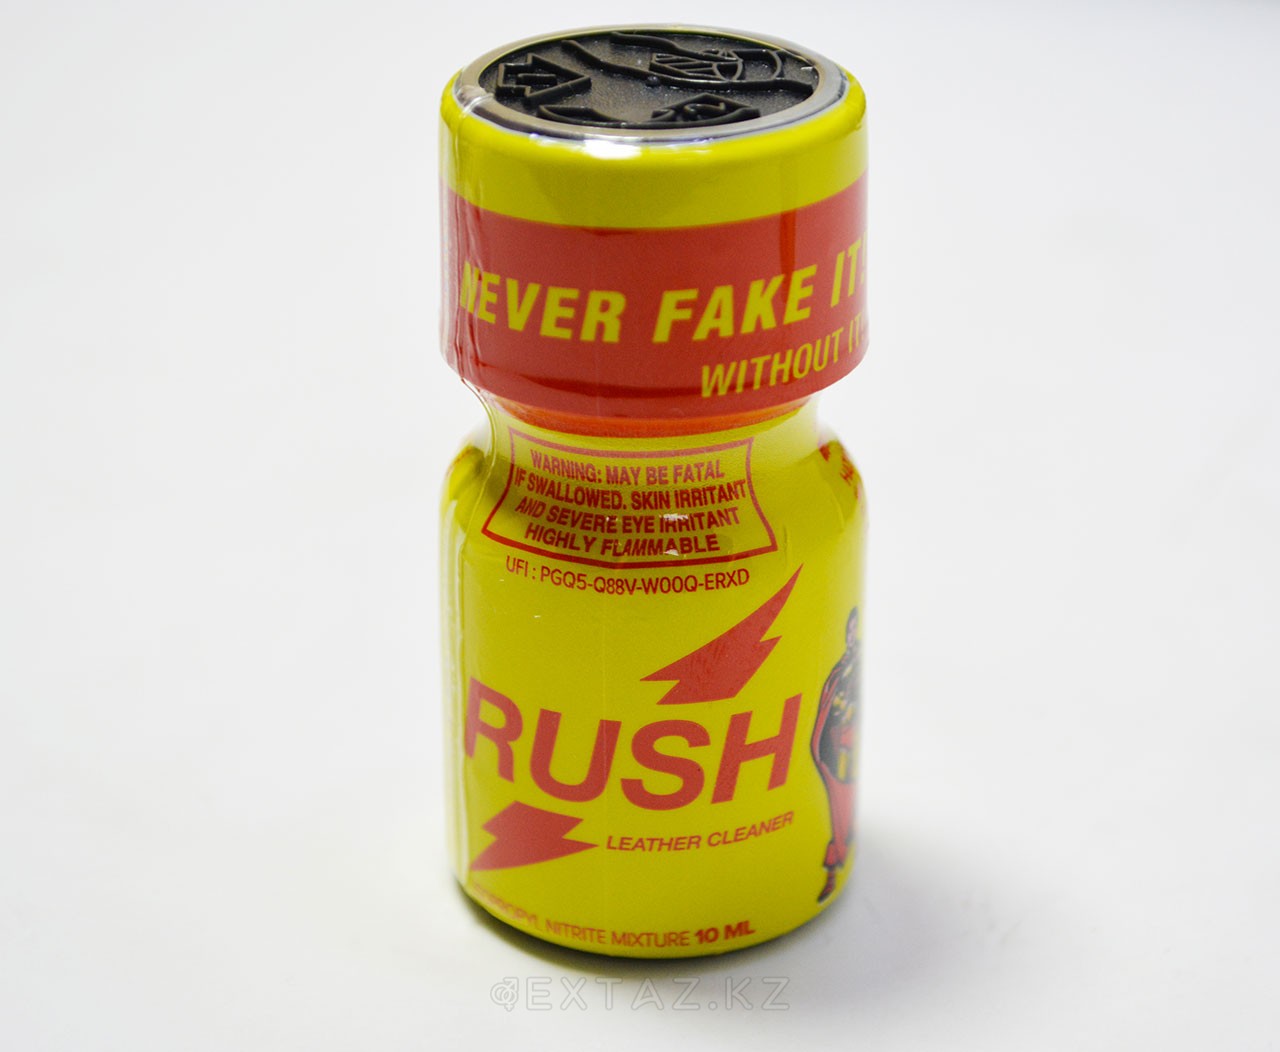 NEVER FAKE IT!
WITHOUT IT
WARNING: MAY BE FATAL
IF SWALLOWED. SKIN IRRITANT
AND SEVERE EYE IRRITANT
HIGHLY FLAMMABLE
UFI : PGQ5-Q88V-W00Q-ERXD
RUSH
LEATHER CLEANER
NITRITE MIXTURE 10 ML
EXTAZ.KZ